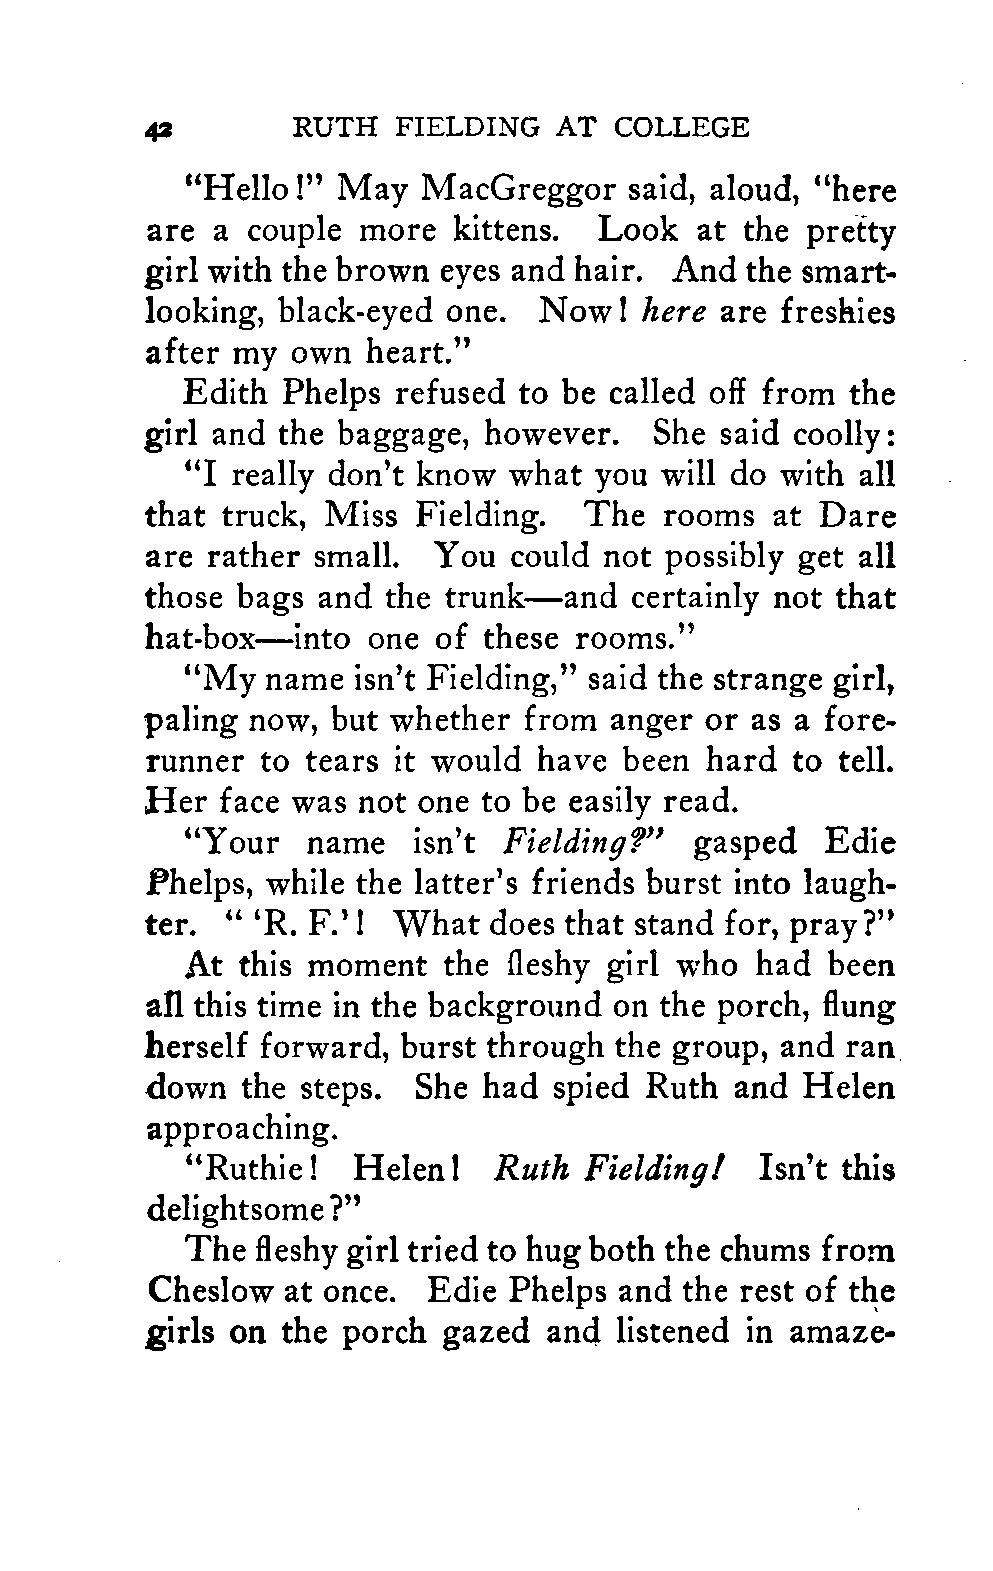 42 RUTH FIELDING AT COLLEGE
"Hello!" May MacGreggor said, aloud, "here
are a couple more kittens. Look at the pretty
girl with the brown eyes and hair. And the smart-
looking, black-eyed one. Now! here are freshies
after my own heart."
Edith Phelps refused to be called off from the
girl and the baggage, however. She said coolly:
"I really don't know what you will do with all
that truck, Miss Fielding. The rooms at Dare
are rather small. You could not possibly get all
those bags and the trunk—and certainly not that
hat-box—into one of these rooms."
"My name isn't Fielding," said the strange girl,
paling now, but whether from anger or as a fore-
runner to tears it would have been hard to tell.
Her face was not one to be easily read.
"Your name isn't Fielding?" gasped Edie
Phelps, while the latter's friends burst into laugh-
ter. " 'R. F.'! What does that stand for, pray?"
At this moment the fleshy girl who had been
all this time in the background on the porch, flung
herself forward, burst through the group, and ran
down the steps. She had spied Ruth and Helen
approaching.
"Ruthie! Helen! Ruth Fielding! Isn't this
delightsome?"
The fleshy girl tried to hug both the chums from
Cheslow at once. Edie Phelps and the rest of the
girls on the porch gazed and listened in amaze-